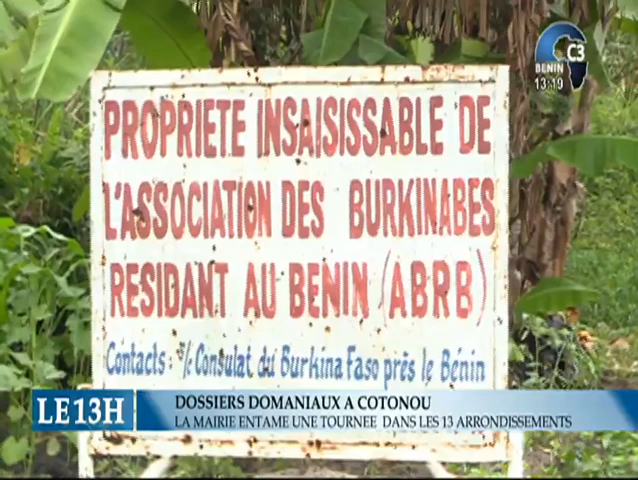 C3
BENIN
13:19
PROPRIETE INSAISISSABLE DE
L'ASSOCIATION DES BURKINABES
RESIDANT AU BENIN (ABRB)
Contacts: S/c Consulat du Burkina Faso près le Bénin
LE13H
DOSSIERS DOMANIAUX A COTONOU
LA MAIRIE ENTAME UNE TOURNEE DANS LES 13 ARRONDISSEMENTS